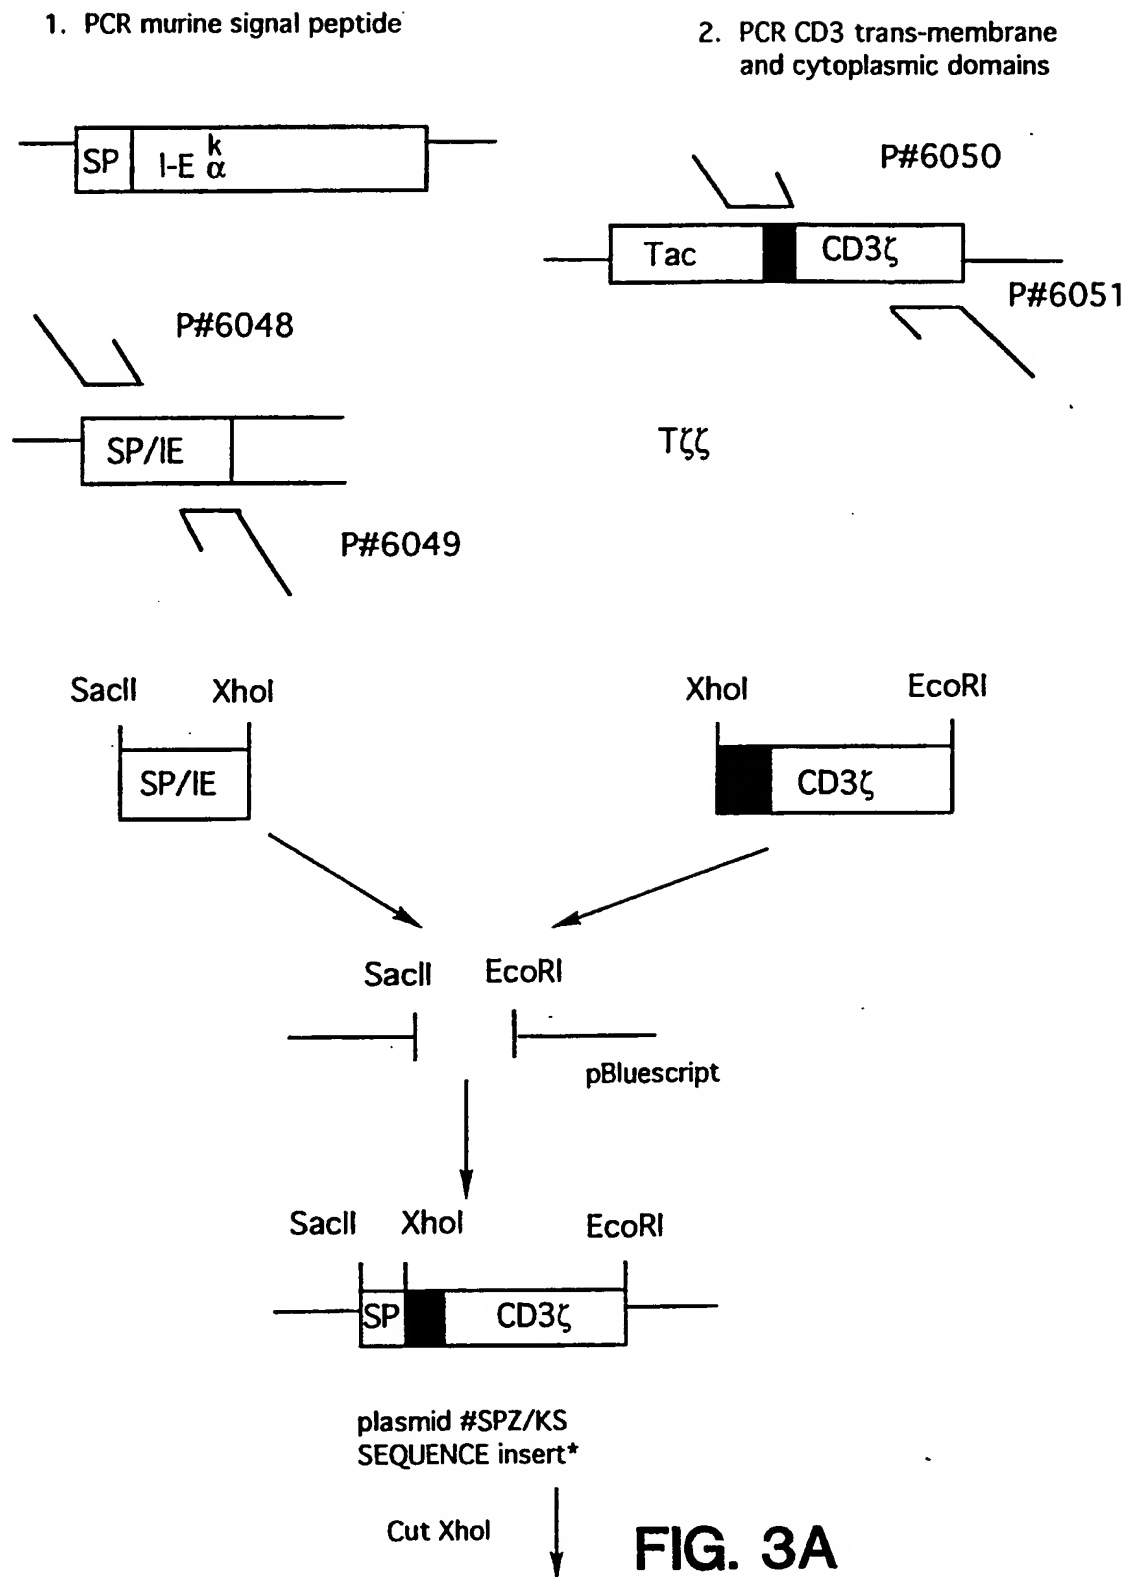 1. PCR murine signal peptide
2. PCR CD3 trans-membrane
and cytoplasmic domains
SP
I-E k α
P#6050
Tac
CD3ζ
P#6051
P#6048
SP/IE
Tζζ
P#6049
SacII XhoI
SP/IE
XhoI EcoRI
CD3ζ
SacII EcoRI
pBluescript
SacII XhoI EcoRI
SP CD3ζ
plasmid #SPZ/KS
SEQUENCE insert*
Cut XhoI
FIG. 3A